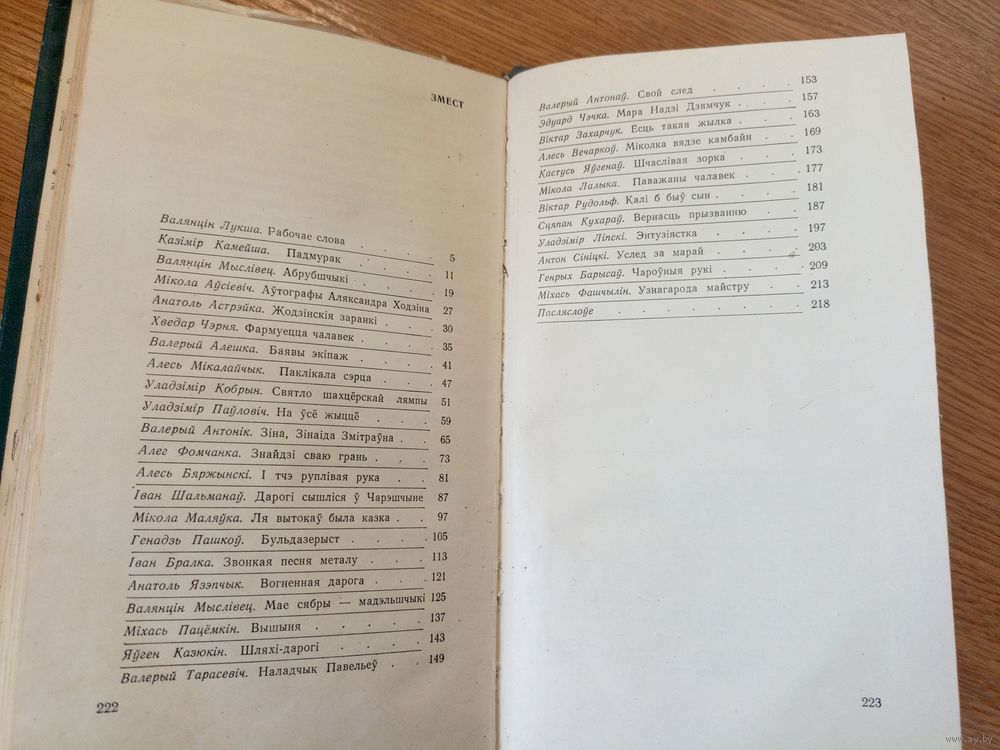 ЗМЕСТ
Валянцін Лукша. Рабочае слова . . . 5
Казімір Камейша. Падмурак . . . . 11
Валянцін Мыслівец. Абрубшчыкі . . . 19
Мікола Аўсіевіч. Аўтографы Аляксандра Ходзіна 27
Анатоль Астрэйка. Жодзінскія заранкі . . 30
Хведар Чэрня. Фармуецца чалавек . . . 35
Валерый Алешка. Баявы экіпаж . . . 41
Алесь Мікалайчык. Паклікала сэрца . . 47
Уладзімір Кобрын. Святло шахцёрскай лямпы 51
Уладзімір Паўловіч. На ўсё жыццё . . . 59
Валерый Антонік. Зіна, Зінаіда Змітраўна . 65
Алег Фомчанка. Знайдзі сваю грань . . . 73
Алесь Бяржынскі. І тчэ руплівая рука . . 81
Іван Шальманаў. Дарогі сышліся ў Чарэшчыне 87
Мікола Маляўка. Ля вытокаў была казка . . 97
Генадзь Пашкоў. Бульдазерыст . . . . 105
Іван Бралка. Звонкая песня металу . . . 113
Анатоль Язэпчык. Вогненная дарога . . . 121
Валянцін Мыслівец. Мае сябры — мадэльшчыкі 125
Міхась Пацёмкін. Вышыня . . . . . 137
Яўген Казюкін. Шляхі-дарогі . . . . 143
Валерый Тарасевіч. Наладчык Павельеў . . 149
222
Валерый Антонаў. Свой след . . . . 153
Эдуард Чэчка. Мара Надзі Дзямчук . . . 157
Віктар Захарчук. Ёсць такая жылка . . . 163
Алесь Вечаркоў. Міколка вядзе камбайн . . 169
Кастусь Яўгенаў. Шчаслівая зорка . . . 173
Мікола Лалыка. Паважаны чалавек . . . 177
Віктар Рудольф. Калі б быў сын . . . . 181
Сцяпан Кухараў. Вернасць прызванню . . 187
Уладзімір Ліпскі. Энтузіястка . . . . 197
Антон Сініцкі. Услед за марай . . . . 203
Генрых Барысаў. Чароўныя рукі . . . . 209
Міхась Фашчылін. Узнагарода майстру . . 213
Пасляслоўе . . . . . . . 218
223
www.ay.by